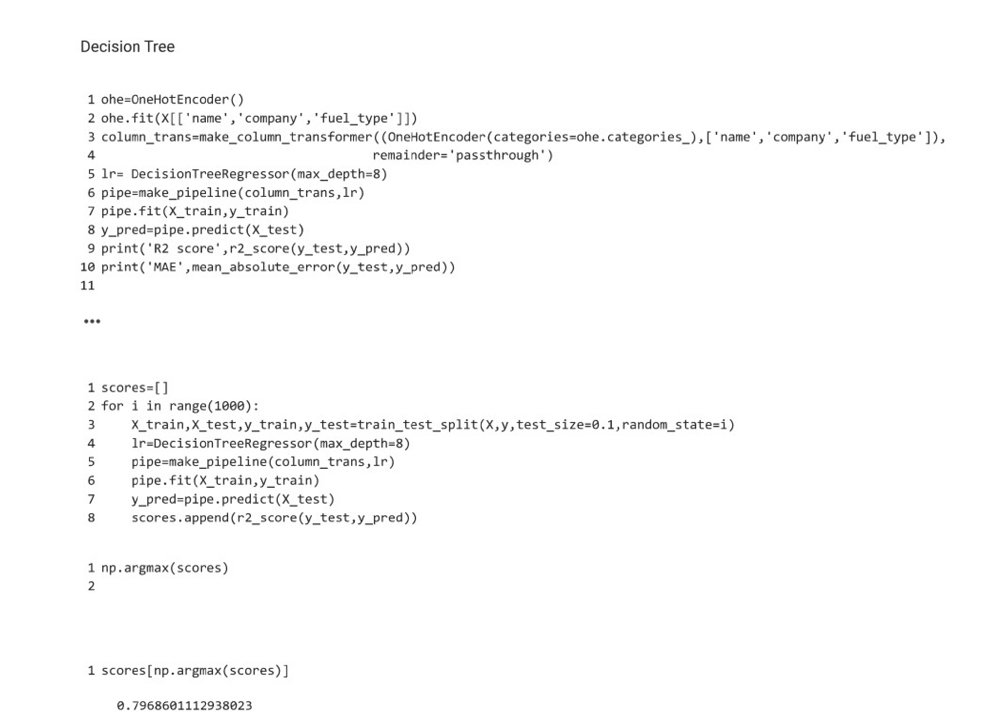 Decision Tree
1 ohe=OneHotEncoder()
2 ohe.fit(X[['name','company','fuel_type']])
3 column_trans=make_column_transformer((OneHotEncoder(categories=ohe.categories_),['name','company','fuel_type']),
4                                     remainder='passthrough')
5 lr= DecisionTreeRegressor(max_depth=8)
6 pipe=make_pipeline(column_trans,lr)
7 pipe.fit(X_train,y_train)
8 y_pred=pipe.predict(X_test)
9 print('R2 score',r2_score(y_test,y_pred))
10 print('MAE',mean_absolute_error(y_test,y_pred))
11
•••
1 scores=[]
2 for i in range(1000):
3     X_train,X_test,y_train,y_test=train_test_split(X,y,test_size=0.1,random_state=i)
4     lr=DecisionTreeRegressor(max_depth=8)
5     pipe=make_pipeline(column_trans,lr)
6     pipe.fit(X_train,y_train)
7     y_pred=pipe.predict(X_test)
8     scores.append(r2_score(y_test,y_pred))
1 np.argmax(scores)
2
1 scores[np.argmax(scores)]
0.7968601112938023